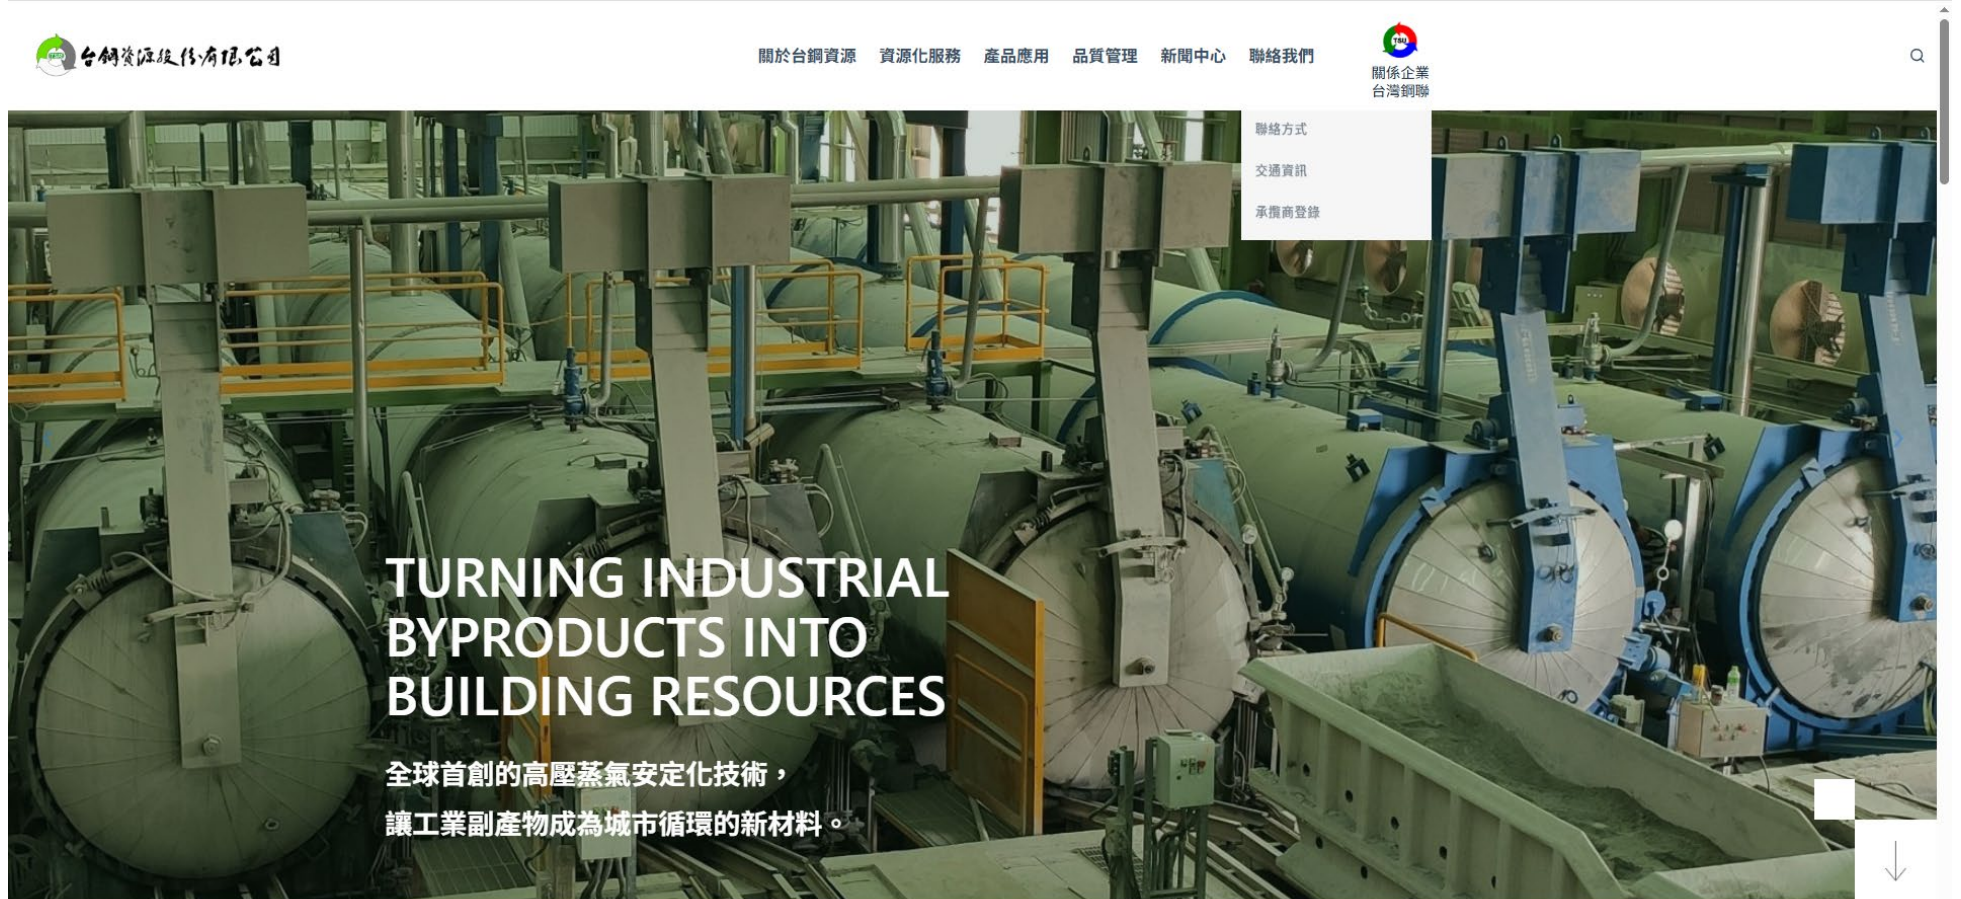 台鋼資源股份有限公司
關於台鋼資源 資源化服務 產品應用 品質管理 新聞中心 聯絡我們
TSU
關係企業
台灣鋼聯
聯絡方式
交通資訊
承攬商登錄
TURNING INDUSTRIAL
BYPRODUCTS INTO
BUILDING RESOURCES
全球首創的高壓蒸氣安定化技術，
讓工業副產物成為城市循環的新材料。